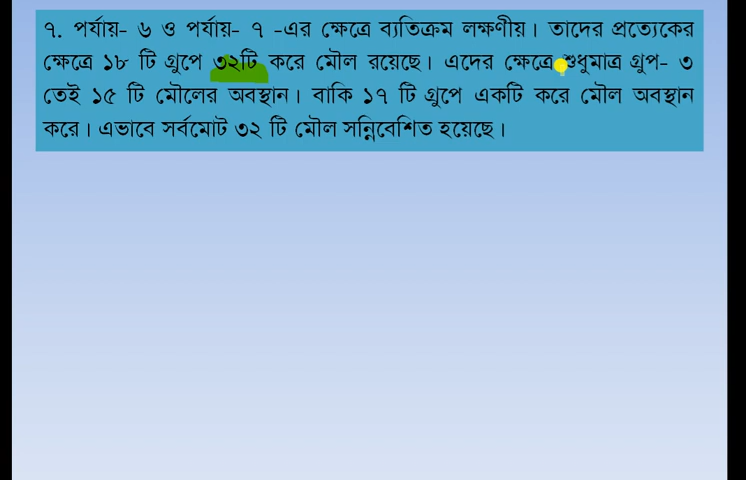 ৭. পর্যায়- ৬ ও পর্যায়- ৭ -এর ক্ষেত্রে ব্যতিক্রম লক্ষণীয়। তাদের প্রত্যেকের
ক্ষেত্রে ১৮ টি গ্রুপে ৩২টি করে মৌল রয়েছে। এদের ক্ষেত্রে শুধুমাত্র গ্রুপ- ৩
তেই ১৫ টি মৌলের অবস্থান। বাকি ১৭ টি গ্রুপে একটি করে মৌল অবস্থান
করে। এভাবে সর্বমোট ৩২ টি মৌল সন্নিবেশিত হয়েছে।